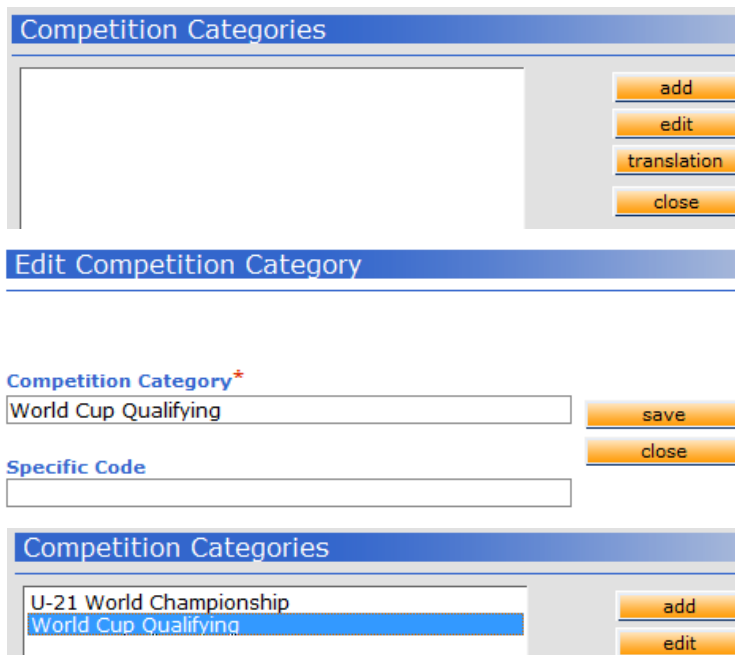 Competition Categories
add
edit
translation
close
Edit Competition Category
Competition Category*
World Cup Qualifying
save
close
Specific Code
Competition Categories
U-21 World Championship
add
World Cup Qualifying
edit